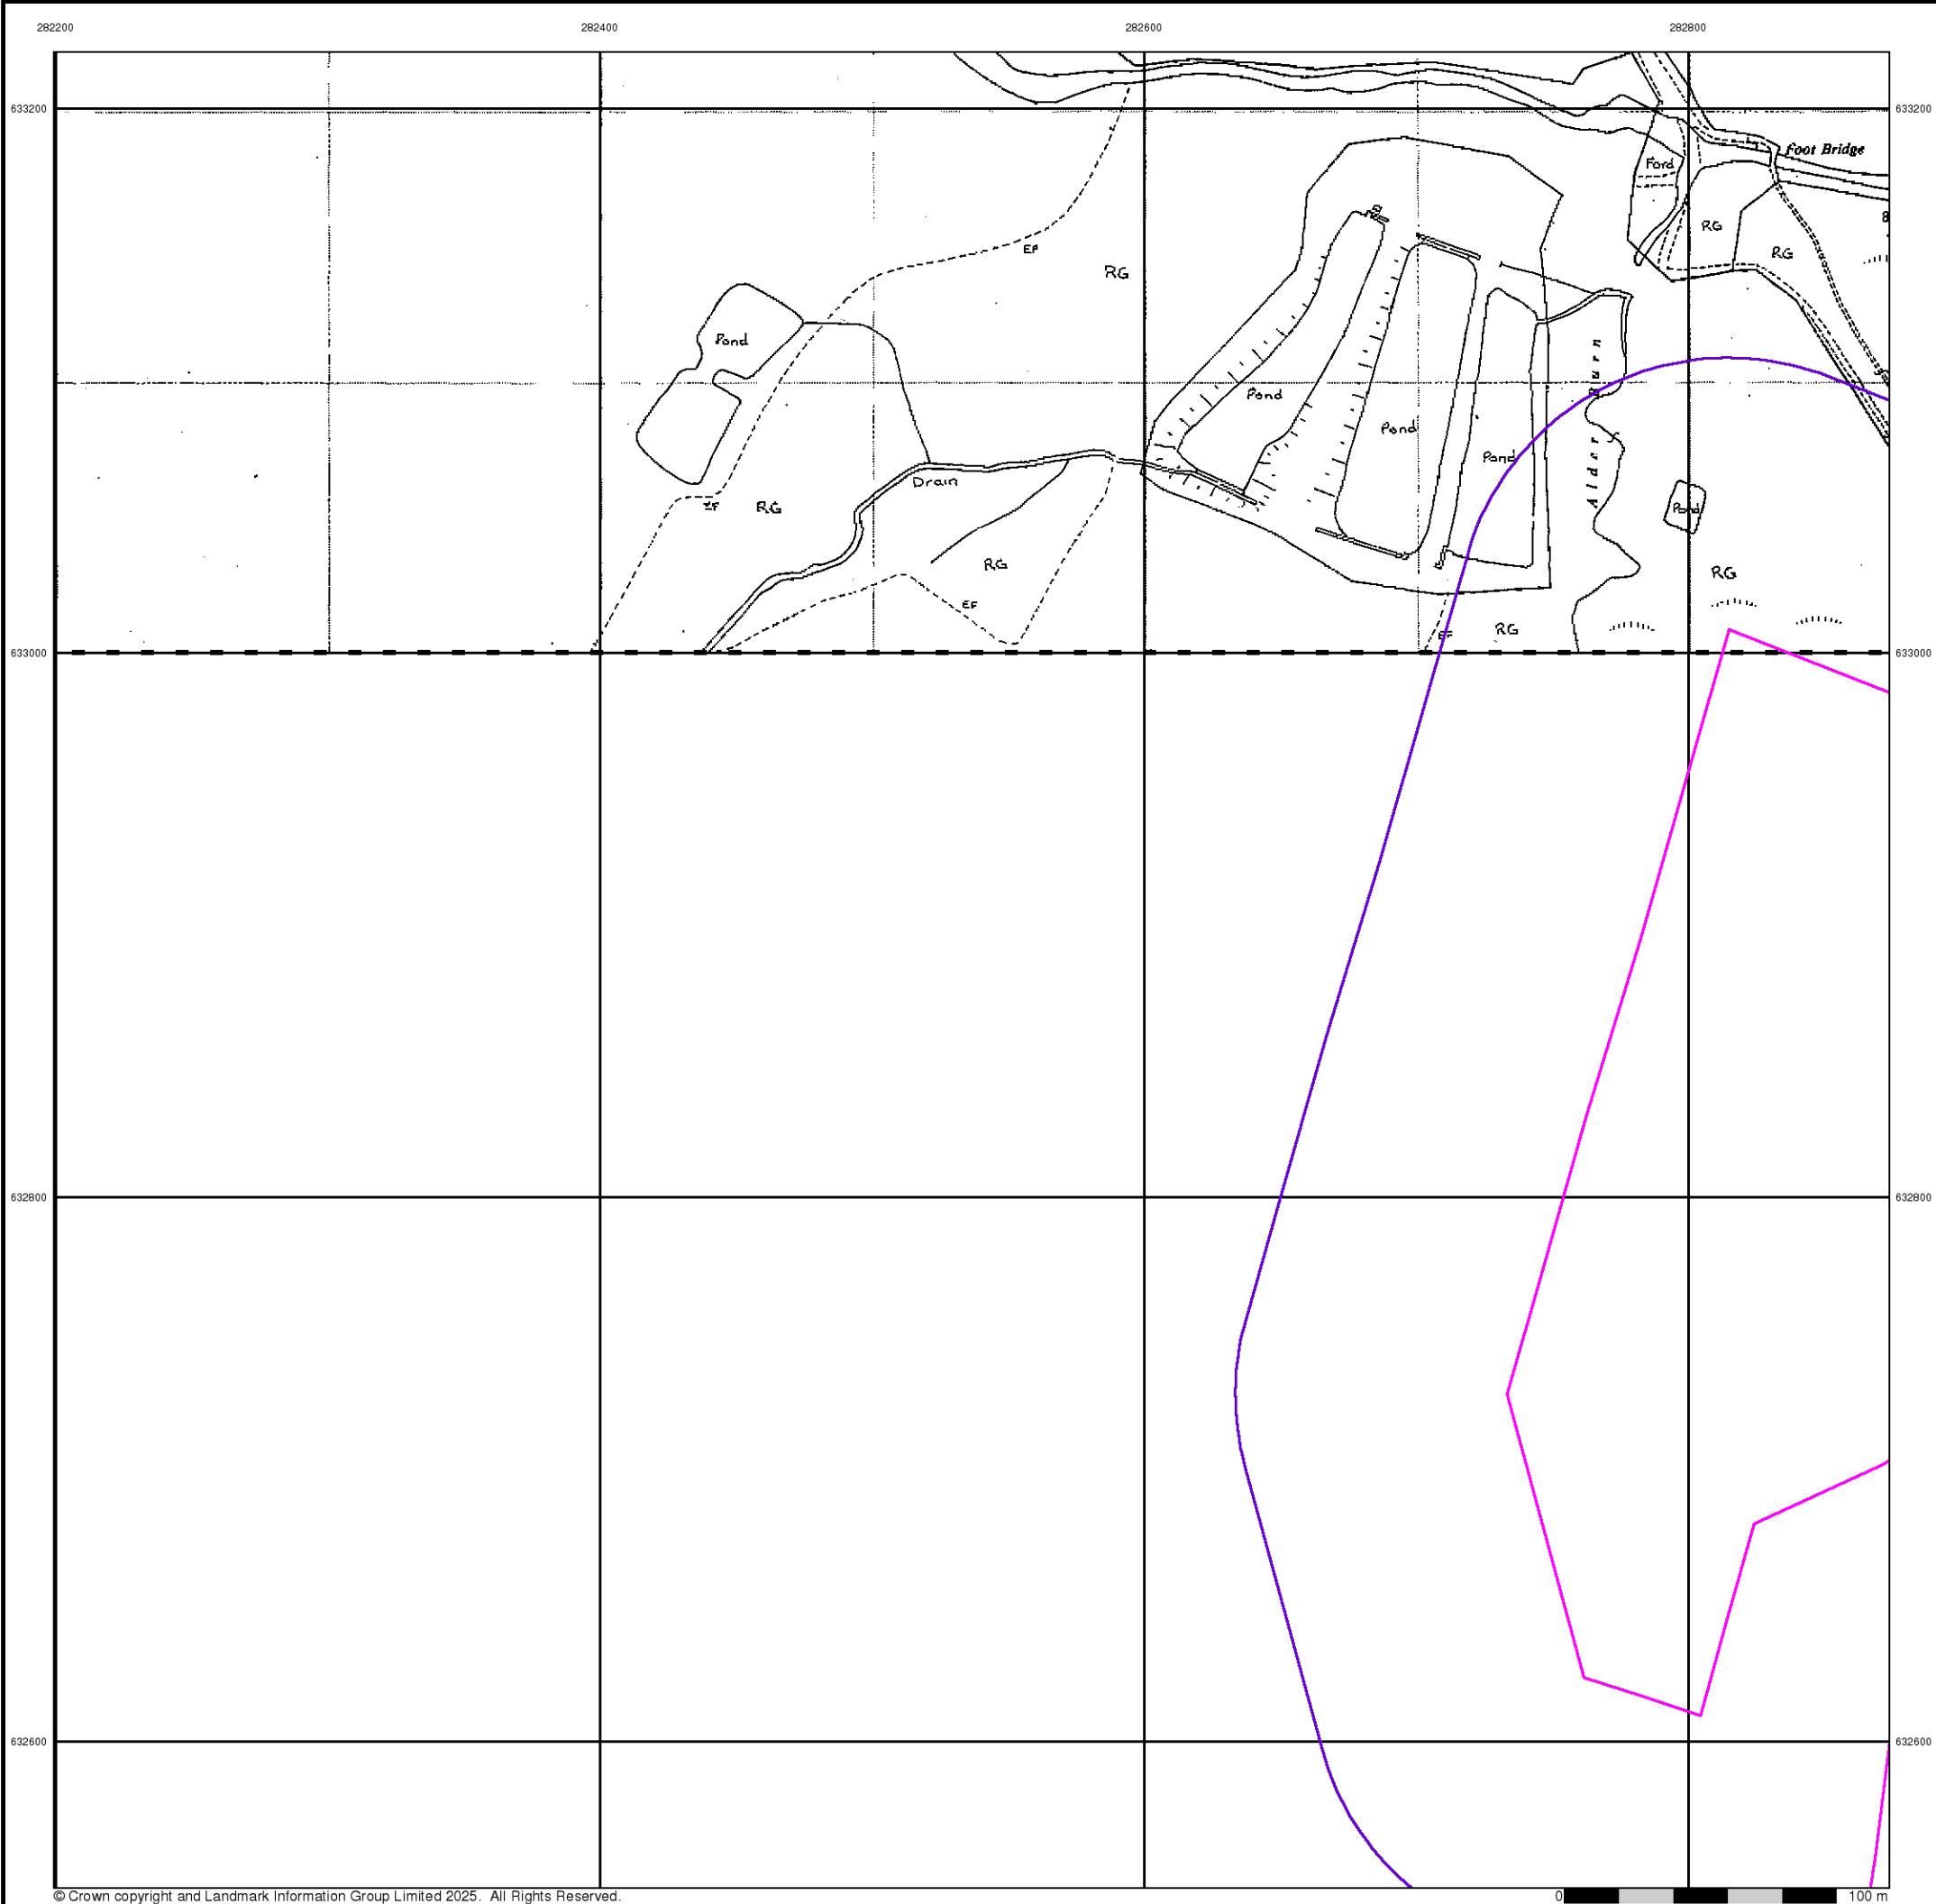 282200 282400 282600 282800
633200 633200
Foot Bridge
Ford
8
RG
EF
RG
RG
Pond
Alder Burn
Pond
Pond
Pond
Drain
EF
RG
Pond
RG
RG
EF
RG
EF
633000 633000
632800 632800
632600 632600
© Crown copyright and Landmark Information Group Limited 2025. All Rights Reserved.
0 100 m